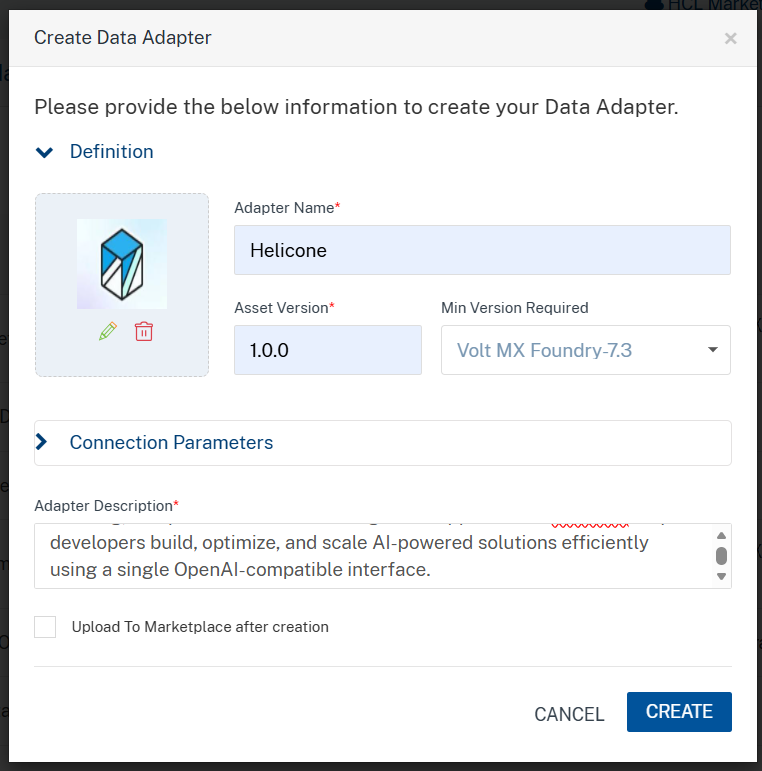 HCL Market
Create Data Adapter
×
Please provide the below information to create your Data Adapter.
Definition
Adapter Name*
Helicone
Asset Version*
Min Version Required
1.0.0
Volt MX Foundry-7.3
Connection Parameters
Adapter Description*
developers build, optimize, and scale AI-powered solutions efficiently
using a single OpenAI-compatible interface.
Upload To Marketplace after creation
CANCEL
CREATE